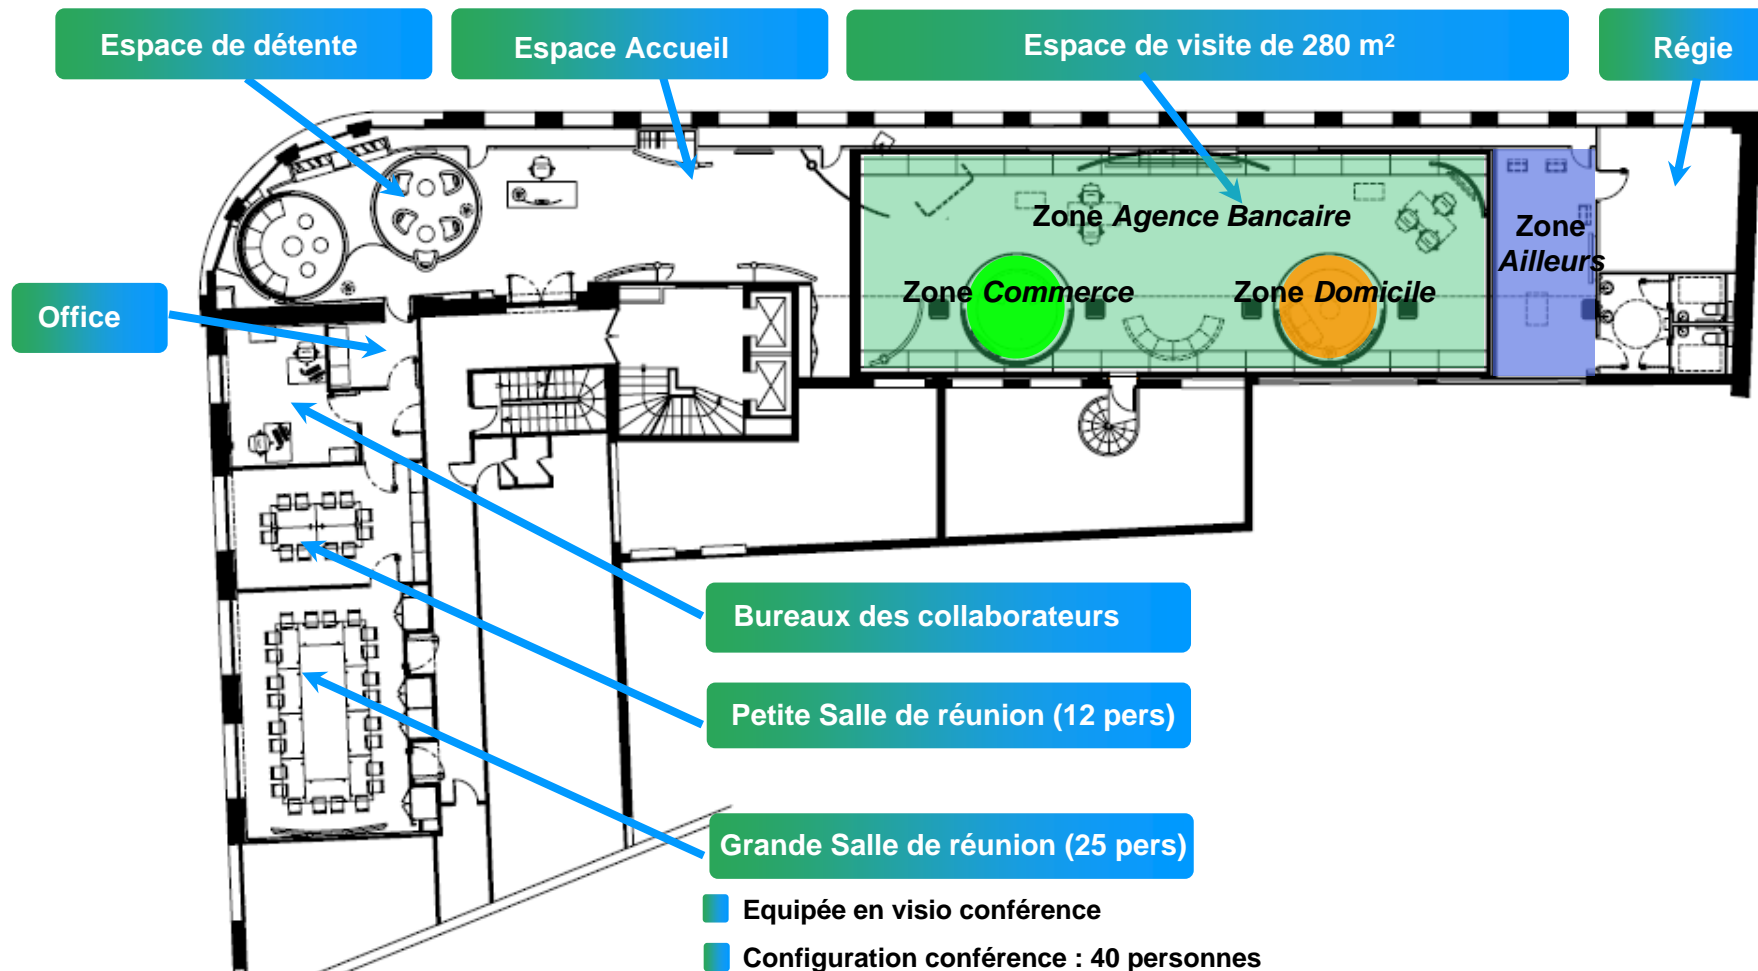 Espace de détente
Espace Accueil
Espace de visite de 280 m²
Régie
Zone Agence Bancaire
Zone
Ailleurs
Zone Commerce
Zone Domicile
Office
Bureaux des collaborateurs
Petite Salle de réunion (12 pers)
Grande Salle de réunion (25 pers)
Equipée en visio conférence
Configuration conférence : 40 personnes